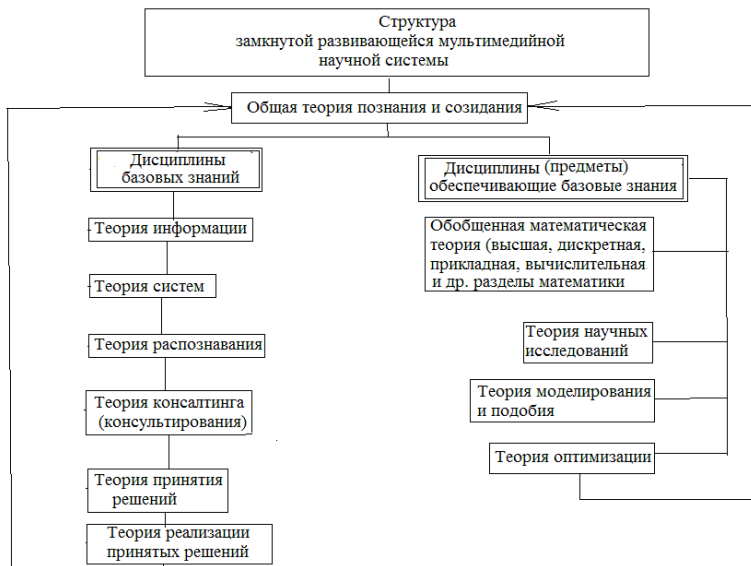 Структура
замкнутой развивающейся мультимедийной
научной системы
Общая теория познания и созидания
Дисциплины
базовых знаний
Теория информации
Теория систем
Теория распознавания
Теория консалтинга
(консультирования)
Теория принятия
решений
Теория реализации
принятых решений
Дисциплины (предметы)
обеспечивающие базовые знания
Обобщенная математическая
теория (высшая, дискретная,
прикладная, вычислительная
и др. разделы математики
Теория научных
исследований
Теория моделирования
и подобия
Теория оптимизации